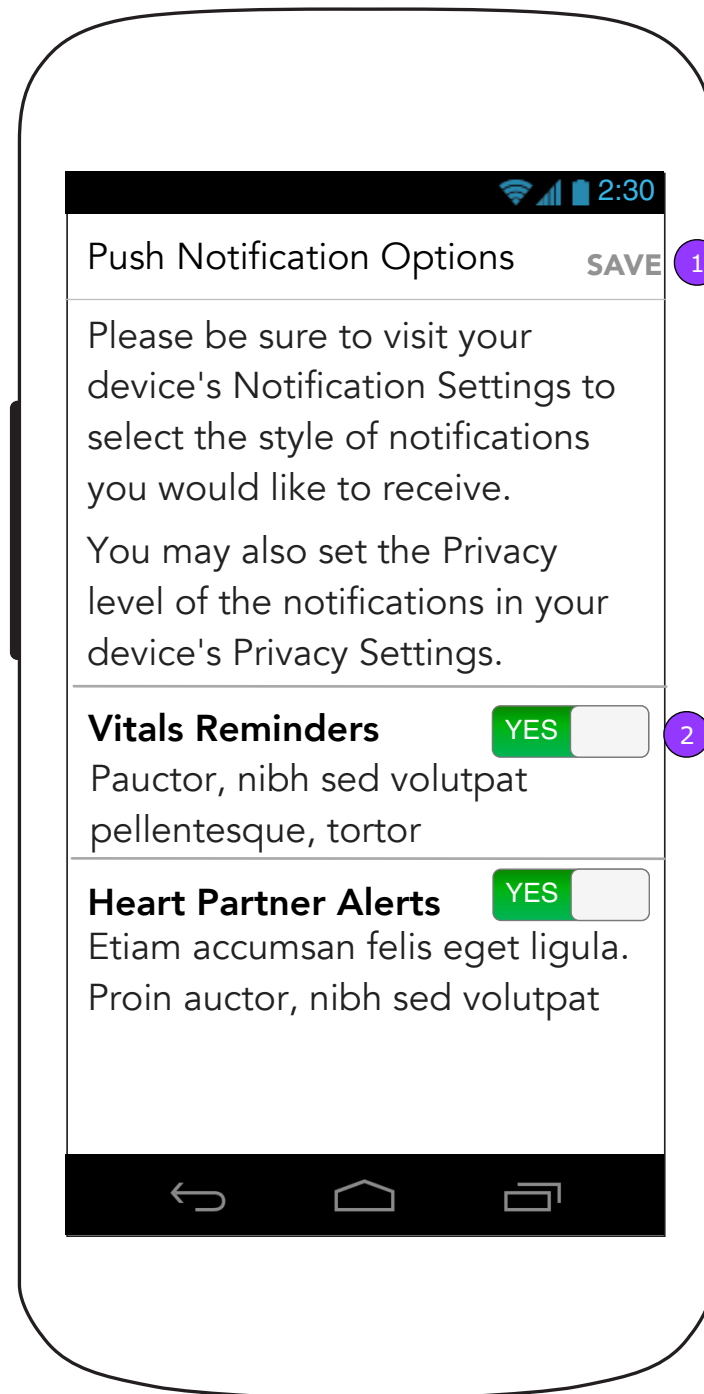 2:30
Push Notification Options SAVE 1
Please be sure to visit your
device's Notification Settings to
select the style of notifications
you would like to receive.
You may also set the Privacy
level of the notifications in your
device's Privacy Settings.
Vitals Reminders YES 2
Pauctor, nibh sed volutpat
pellentesque, tortor
Heart Partner Alerts YES
Etiam accumsan felis eget ligula.
Proin auctor, nibh sed volutpat